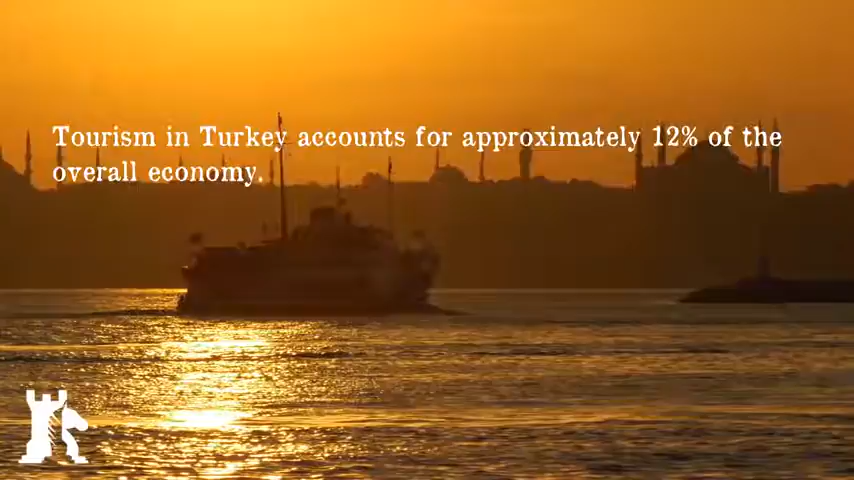 Tourism in Turkey accounts for approximately 12% of the
overall economy.